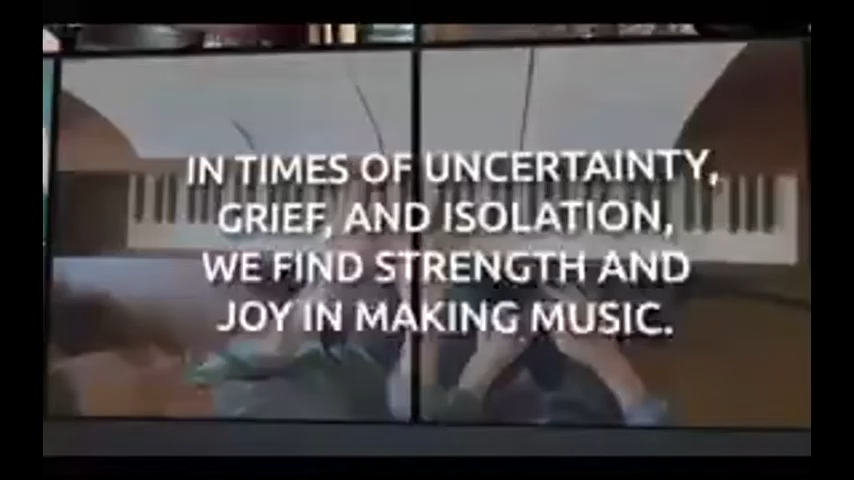 IN TIMES OF UNCERTAINTY,
GRIEF, AND ISOLATION,
WE FIND STRENGTH AND
JOY IN MAKING MUSIC.